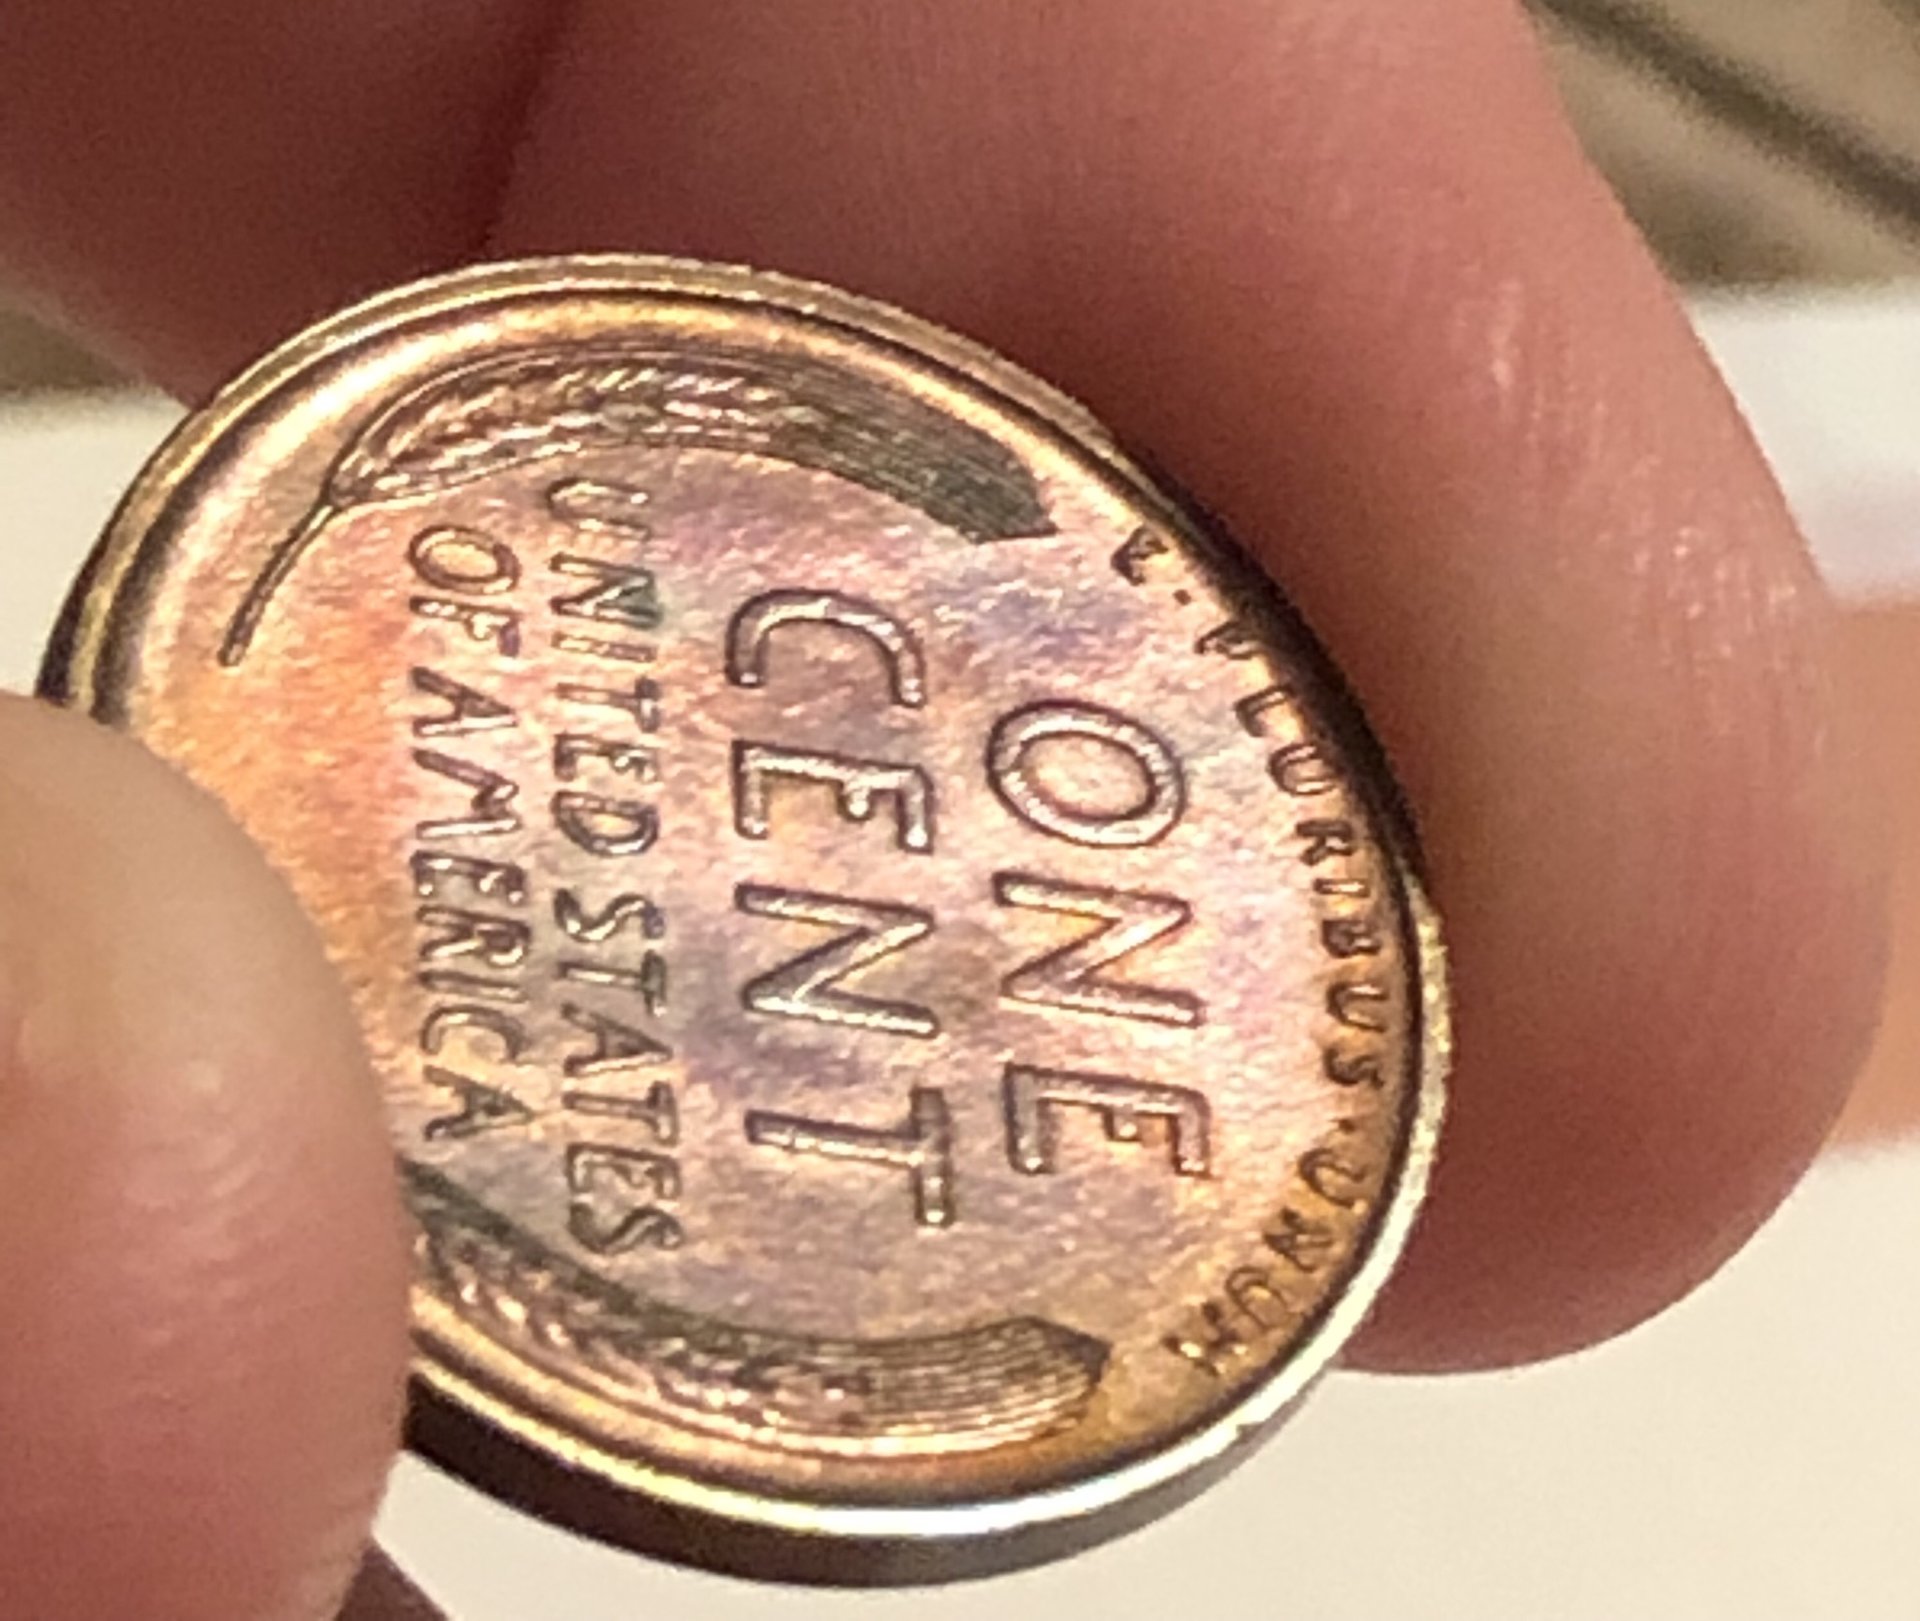 E·PLURIBUS·UNUM
ONE
CENT
UNITED STATES
OF AMERICA